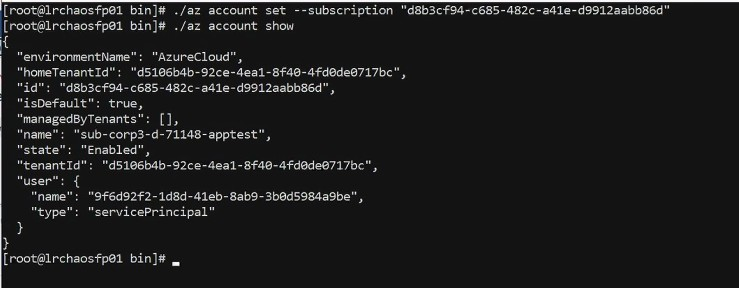 [root@lrchaosfp01 bin]# ./az account set --subscription "d8b3cf94-c685-482c-a41e-d9912aabb86d"
[root@lrchaosfp01 bin]# ./az account show
{
  "environmentName": "AzureCloud",
  "homeTenantId": "d5106b4b-92ce-4ea1-8f40-4fd0de0717bc",
  "id": "d8b3cf94-c685-482c-a41e-d9912aabb86d",
  "isDefault": true,
  "managedByTenants": [],
  "name": "sub-corp3-d-71148-apptest",
  "state": "Enabled",
  "tenantId": "d5106b4b-92ce-4ea1-8f40-4fd0de0717bc",
  "user": {
    "name": "9f6d92f2-1d8d-41eb-8ab9-3b0d5984a9be",
    "type": "servicePrincipal"
  }
}
[root@lrchaosfp01 bin]#